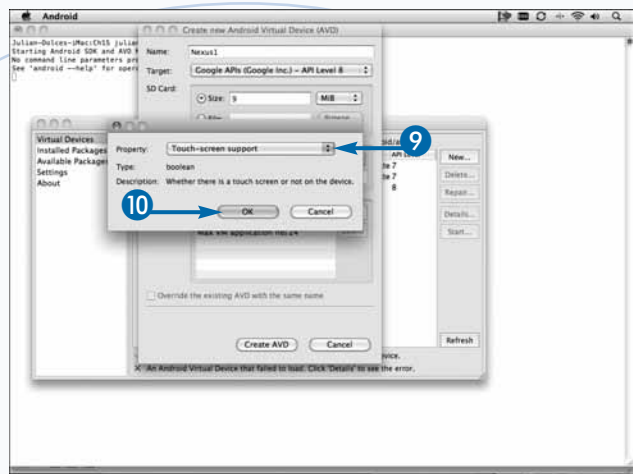 Android
Create new Android Virtual Device (AVD)
Julian-Dolces-iMac:Ch15 julia
Starting Android SDK and AVD M
No command line parameters pr
See 'android --help' for oper
Name: Nexus1
Target: Google APIs (Google Inc.) - API Level 8
SD Card:
Size: 9 MiB
Virtual Devices
Installed Packages
Available Packages
Settings
About
Property: Touch-screen support
9
Type: boolean
Description: Whether there is a touch screen or not on the device.
10
OK Cancel
New...
Delete...
Repair...
Details...
Start...
Max VM application
Override the existing AVD with the same name
Create AVD Cancel
Refresh
An Android Virtual Device that failed to load. Click 'Details' to see the error.